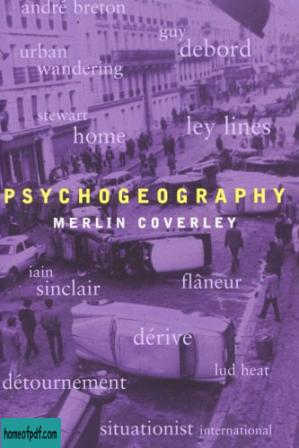 andré breton
guy
debord
urban
wandering
stewart
home
ley lines
PSYCHOGEOGRAPHY
MERLIN COVERLEY
iain
sinclair
flâneur
dérive
lud heat
détournement
situationist international
homeofpdf.com